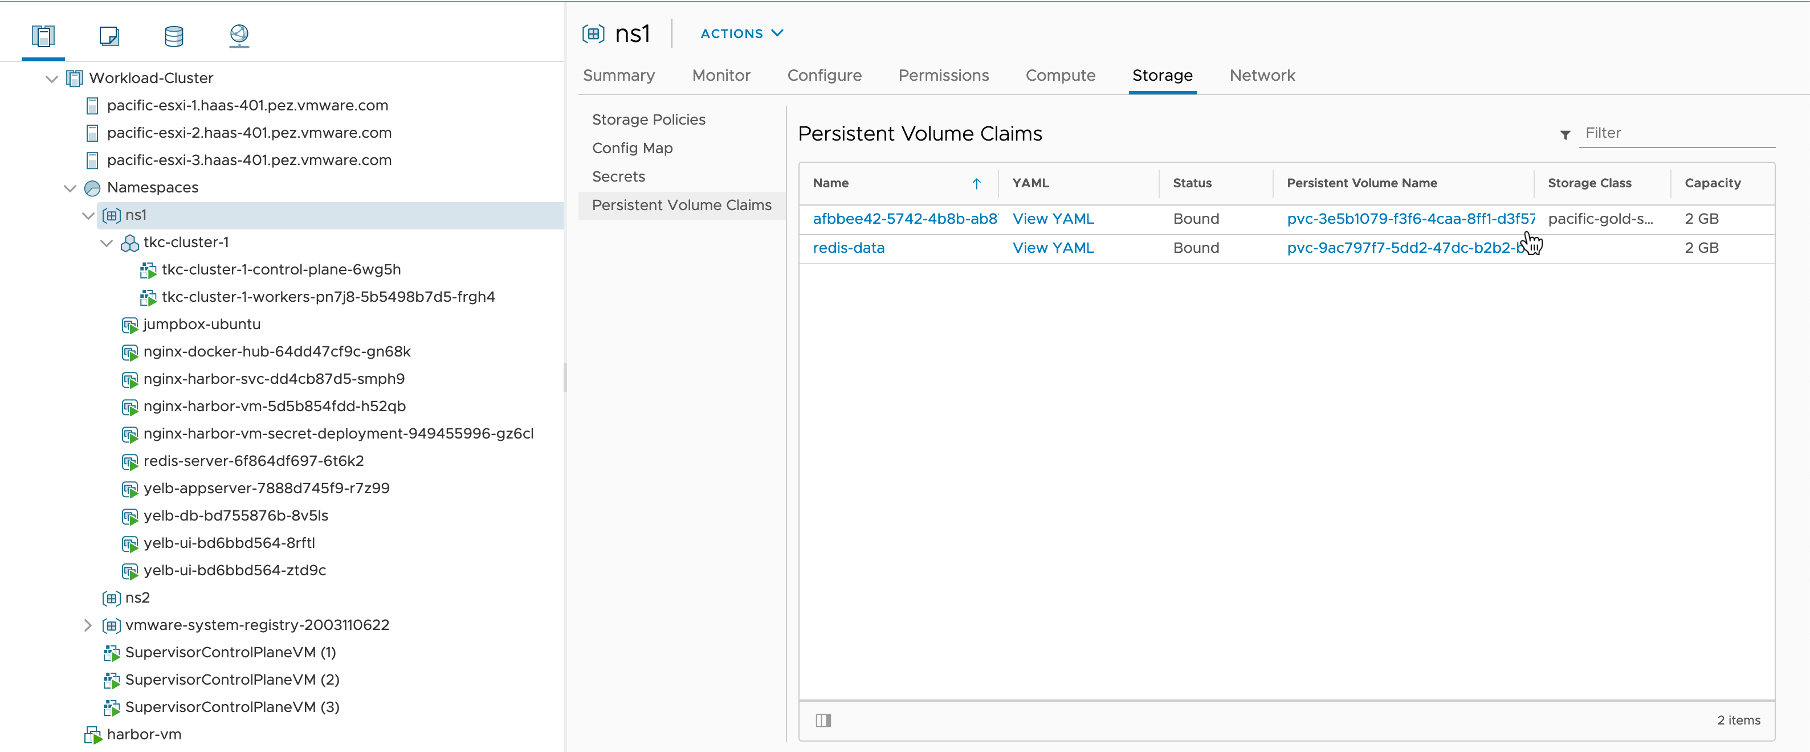 Workload-Cluster
pacific-esxi-1.haas-401.pez.vmware.com
pacific-esxi-2.haas-401.pez.vmware.com
pacific-esxi-3.haas-401.pez.vmware.com
Namespaces
ns1
tkc-cluster-1
tkc-cluster-1-control-plane-6wg5h
tkc-cluster-1-workers-pn7j8-5b5498b7d5-frgh4
jumpbox-ubuntu
nginx-docker-hub-64dd47cf9c-gn68k
nginx-harbor-svc-dd4cb87d5-smph9
nginx-harbor-vm-5d5b854fdd-h52qb
nginx-harbor-vm-secret-deployment-949455996-gz6cl
redis-server-6f864df697-6t6k2
yelb-appserver-7888d745f9-r7z99
yelb-db-bd755876b-8v5ls
yelb-ui-bd6bbd564-8rftl
yelb-ui-bd6bbd564-ztd9c
ns2
vmware-system-registry-2003110622
SupervisorControlPlaneVM (1)
SupervisorControlPlaneVM (2)
SupervisorControlPlaneVM (3)
harbor-vm
ns1 ACTIONS
Summary Monitor Configure Permissions Compute Storage Network
Storage Policies
Config Map
Secrets
Persistent Volume Claims
Persistent Volume Claims Filter
Name YAML Status Persistent Volume Name Storage Class Capacity
afbbee42-5742-4b8b-ab8 View YAML Bound pvc-3e5b1079-f3f6-4caa-8ff1-d3f57 pacific-gold-s... 2 GB
redis-data View YAML Bound pvc-9ac797f7-5dd2-47dc-b2b2- 2 GB
2 items